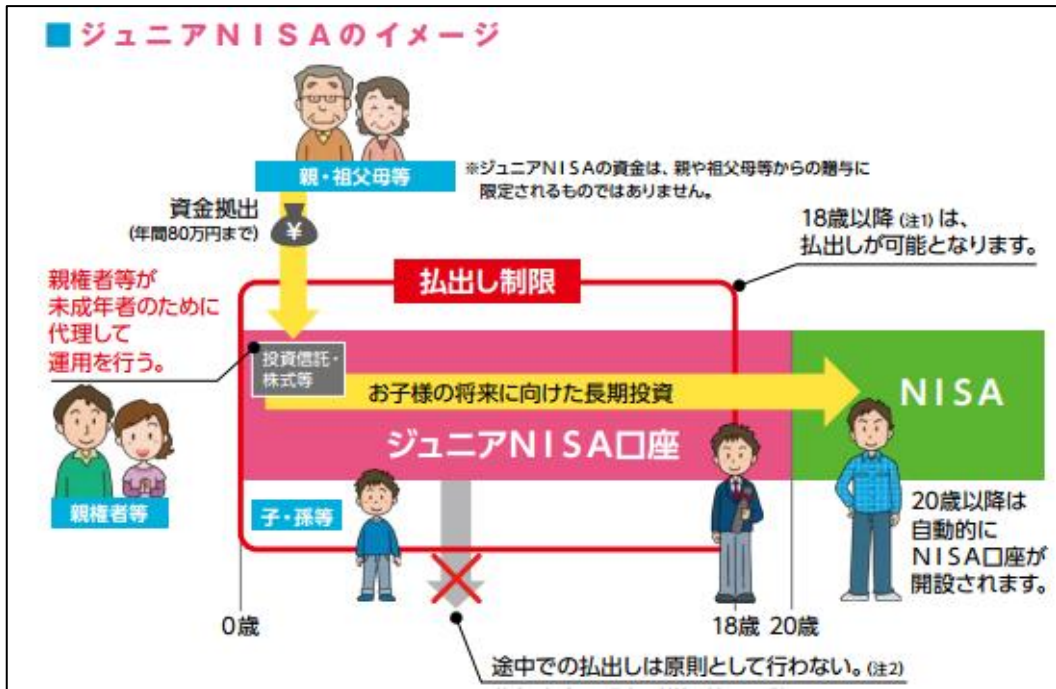 ■ジュニアNISAのイメージ
親・祖父母等
※ジュニアNISAの資金は、親や祖父母等からの贈与に
限定されるものではありません。
資金拠出
(年間80万円まで)
¥
18歳以降(注1)は、
払出しが可能となります。
払出し制限
親権者等が
未成年者のために
代理して
運用を行う。
投資信託・
株式等
お子様の将来に向けた長期投資
NISA
ジュニアNISA口座
親権者等
子・孫等
20歳以降は
自動的に
NISA口座が
開設されます。
0歳
18歳
20歳
途中での払出しは原則として行わない。(注2)